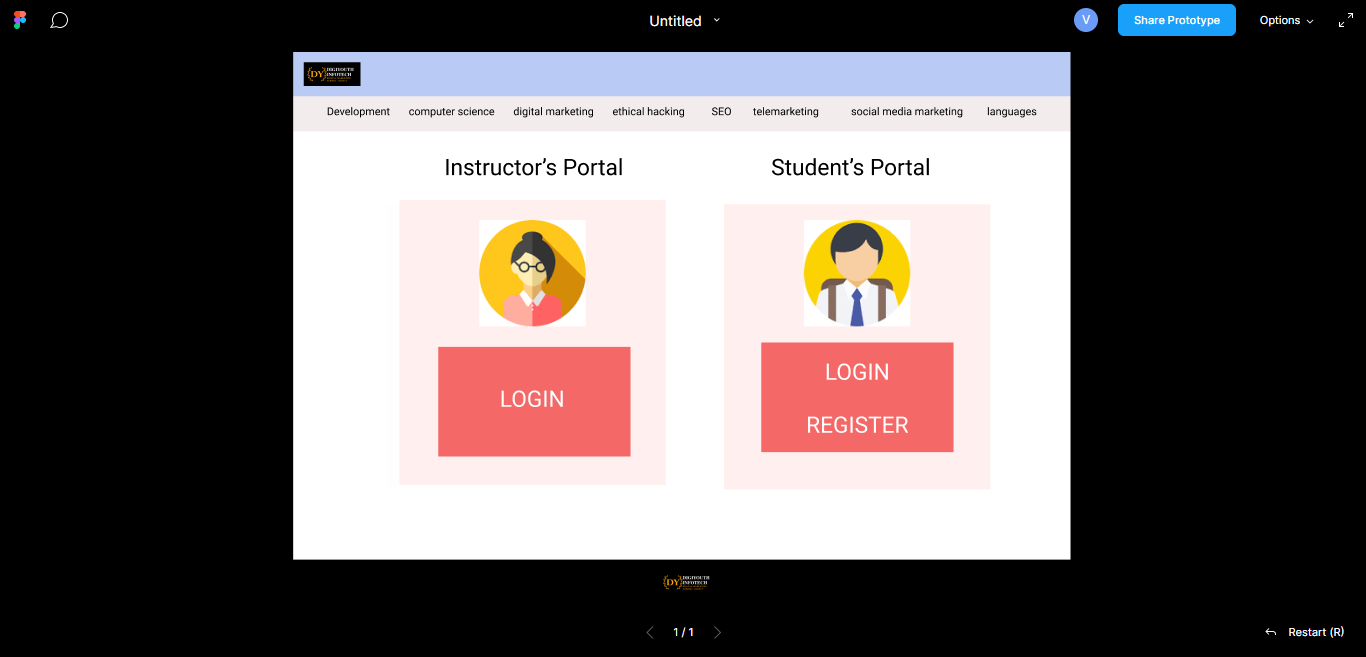 Untitled
V
Share Prototype
Options
DY DIGIYOUTH
INFOTECH
Development computer science digital marketing ethical hacking SEO telemarketing social media marketing languages
Instructor’s Portal Student’s Portal
LOGIN
LOGIN
REGISTER
DY DIGIYOUTH
INFOTECH
1 / 1
Restart (R)